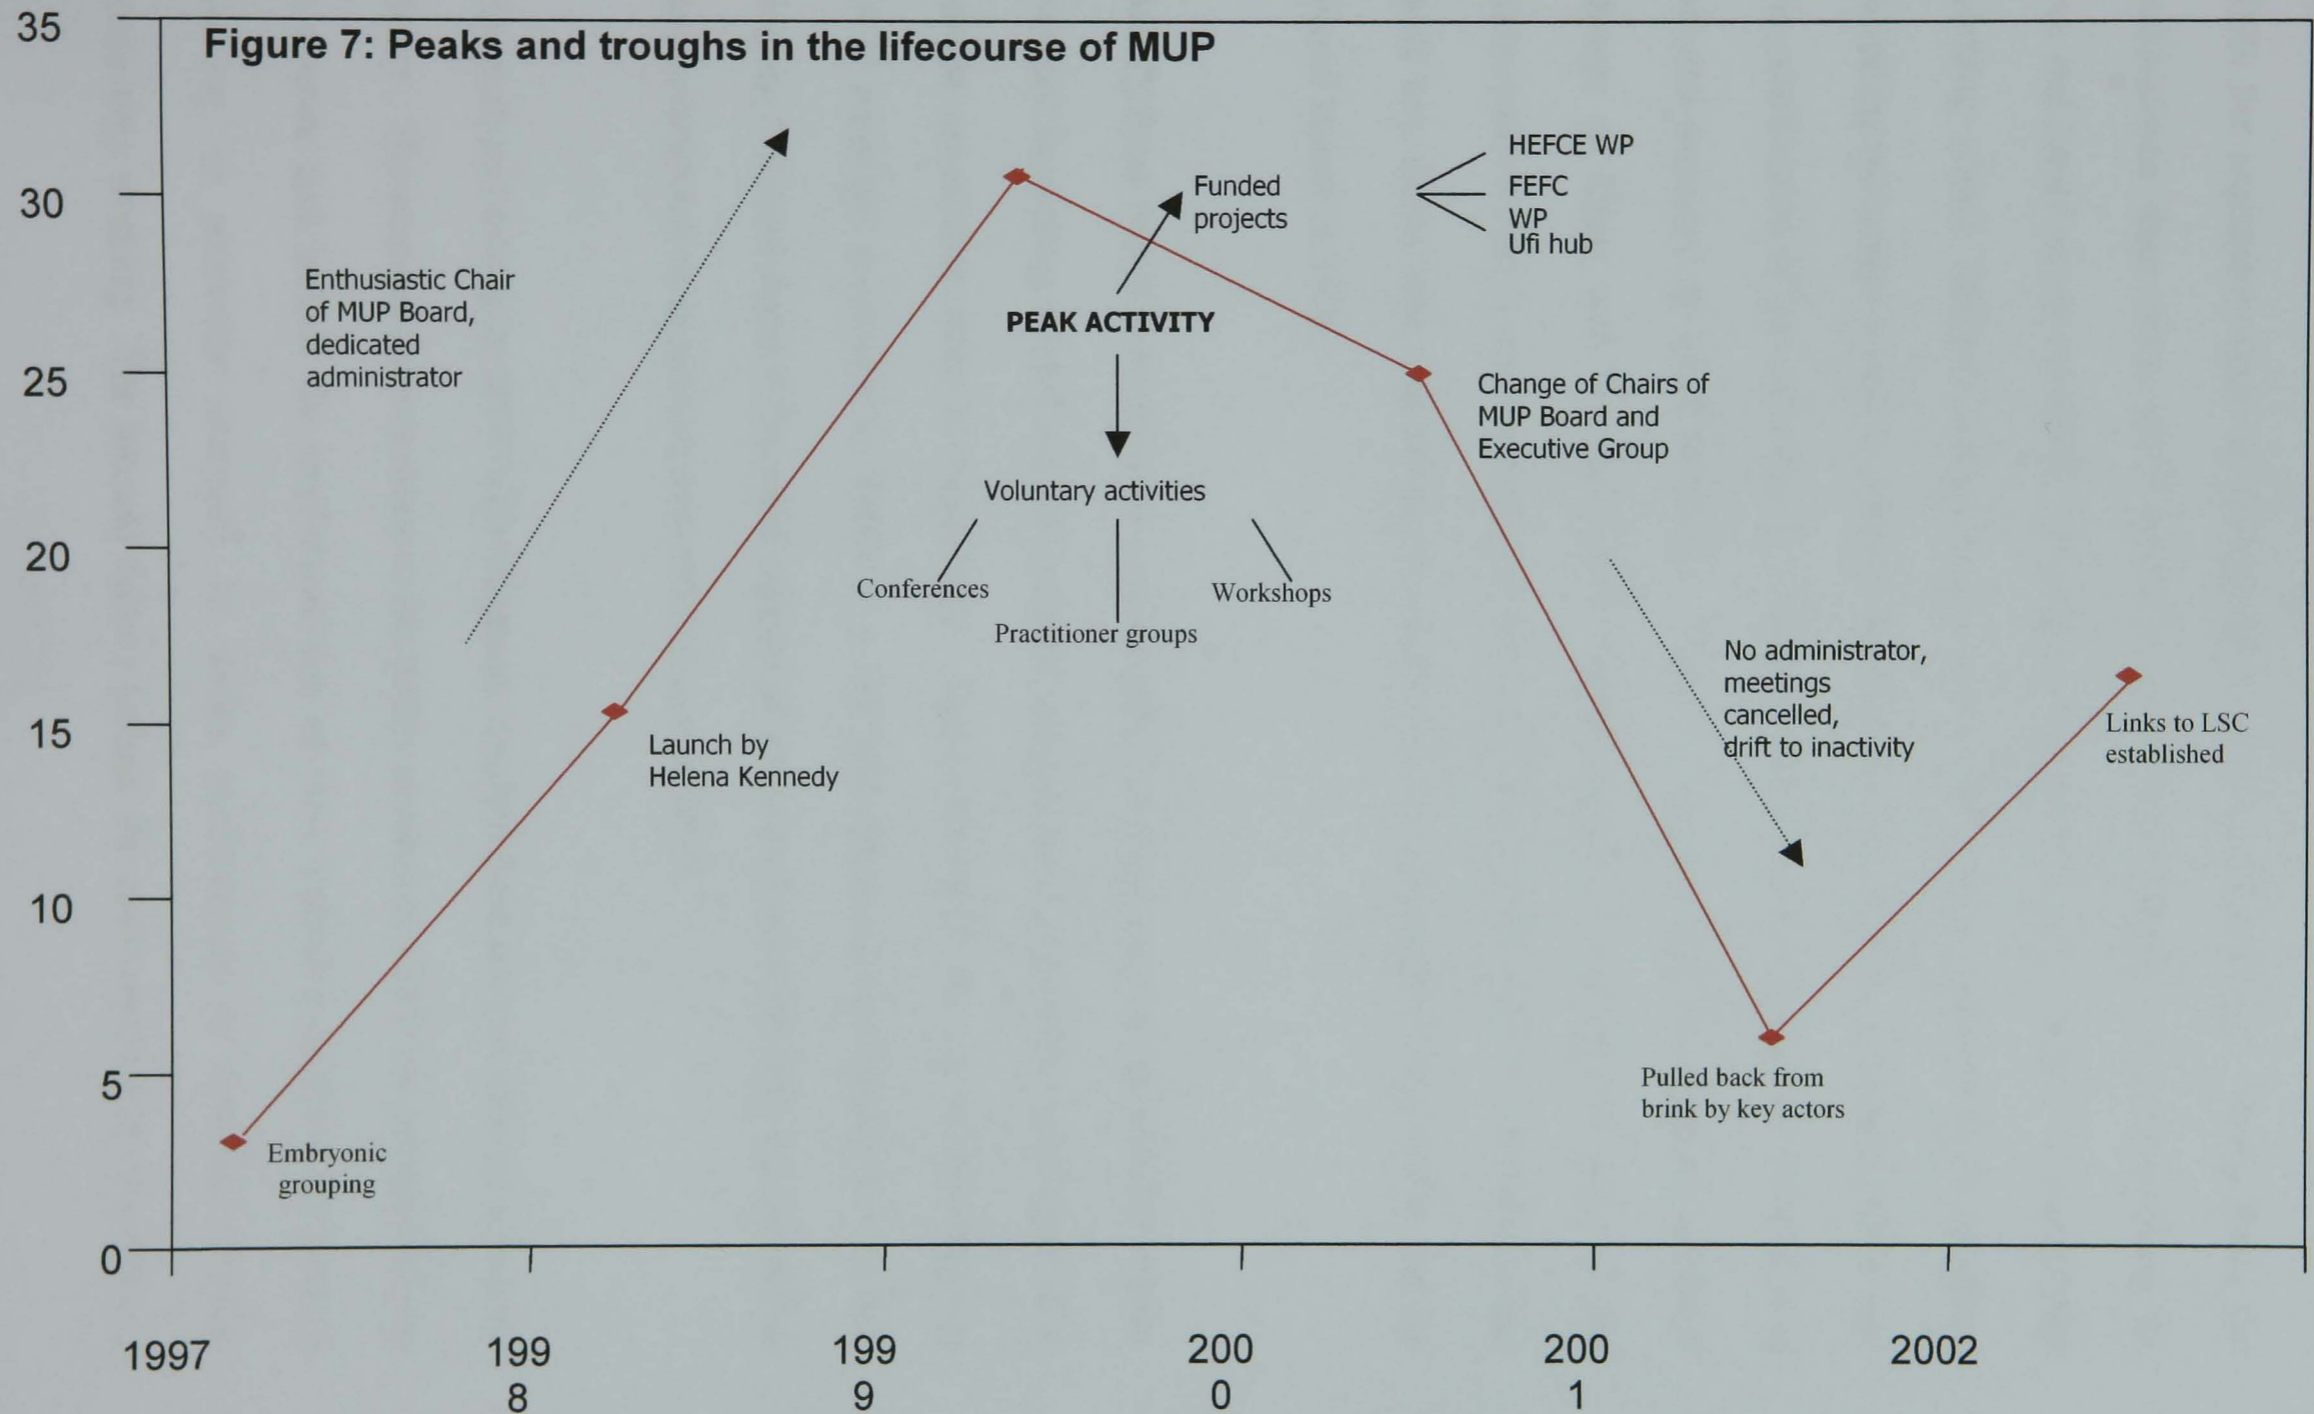 Figure 7: Peaks and troughs in the lifecourse of MUP
35
30
25
20
15
10
5
0
Enthusiastic Chair
of MUP Board,
dedicated
administrator
Funded
projects
HEFCE WP
FEFC
WP
Ufi hub
PEAK ACTIVITY
Voluntary activities
Conferences
Practitioner groups
Workshops
Change of Chairs of
MUP Board and
Executive Group
Launch by
Helena Kennedy
No administrator,
meetings
cancelled,
drift to inactivity
Links to LSC
established
Pulled back from
brink by key actors
Embryonic
grouping
1997
199
8
199
9
200
0
200
1
2002